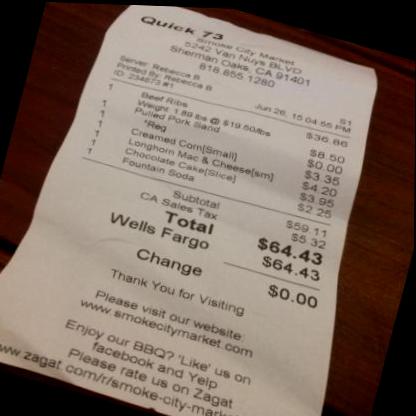 Quick 73
Smoke City Market
5242 Van Nuys BLVD
Sherman Oaks, CA 91401
818.855.1280
Server: Rebecca B
Printed By: Rebecca B
Jun 26, 15 04:55 PM
ID: 234673 #1 S1
1 Beef Ribs $36.86
Weight: 1.89 lbs @ $19.50/lbs
1 Pulled Pork Sand $8.50
*Reg $0.00
1 Creamed Corn[Small] $3.35
1 Longhorn Mac & Cheese[sm] $4.20
1 Chocolate Cake[Slice] $3.95
1 Fountain Soda $2.25
Subtotal $59.11
CA Sales Tax $5.32
Total $64.43
Wells Fargo $64.43
Change $0.00
Thank You for Visiting
Please visit our website:
www.smokecitymarket.com
Enjoy our BBQ? 'Like' us on
facebook and Yelp
Please rate us on Zagat
www.zagat.com/r/smoke-city-mark